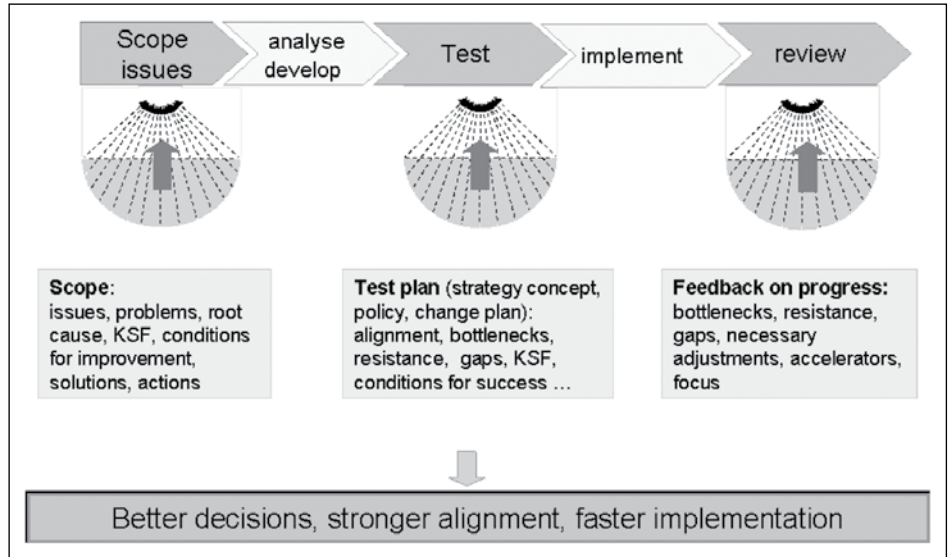 Scope
issues
analyse
develop
Test
implement
review
Scope:
issues, problems, root
cause, KSF, conditions
for improvement,
solutions, actions
Test plan (strategy concept,
policy, change plan):
alignment, bottlenecks,
resistance, gaps, KSF,
conditions for success ...
Feedback on progress:
bottlenecks, resistance,
gaps, necessary
adjustments, accelerators,
focus
Better decisions, stronger alignment, faster implementation